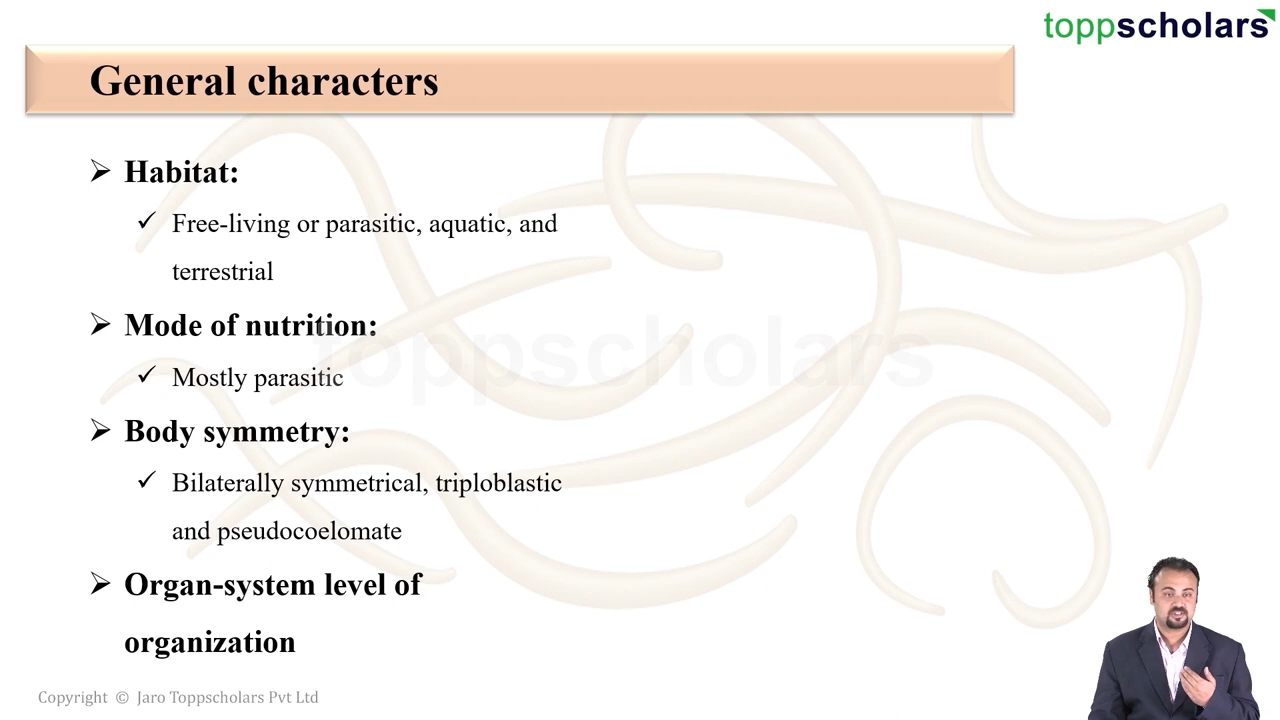 toppscholars
General characters
Habitat:
Free-living or parasitic, aquatic, and
terrestrial
Mode of nutrition:
toppscholars
Mostly parasitic
Body symmetry:
Bilaterally symmetrical, triploblastic
and pseudocoelomate
Organ-system level of
organization
Copyright © Jaro Toppscholars Pvt Ltd